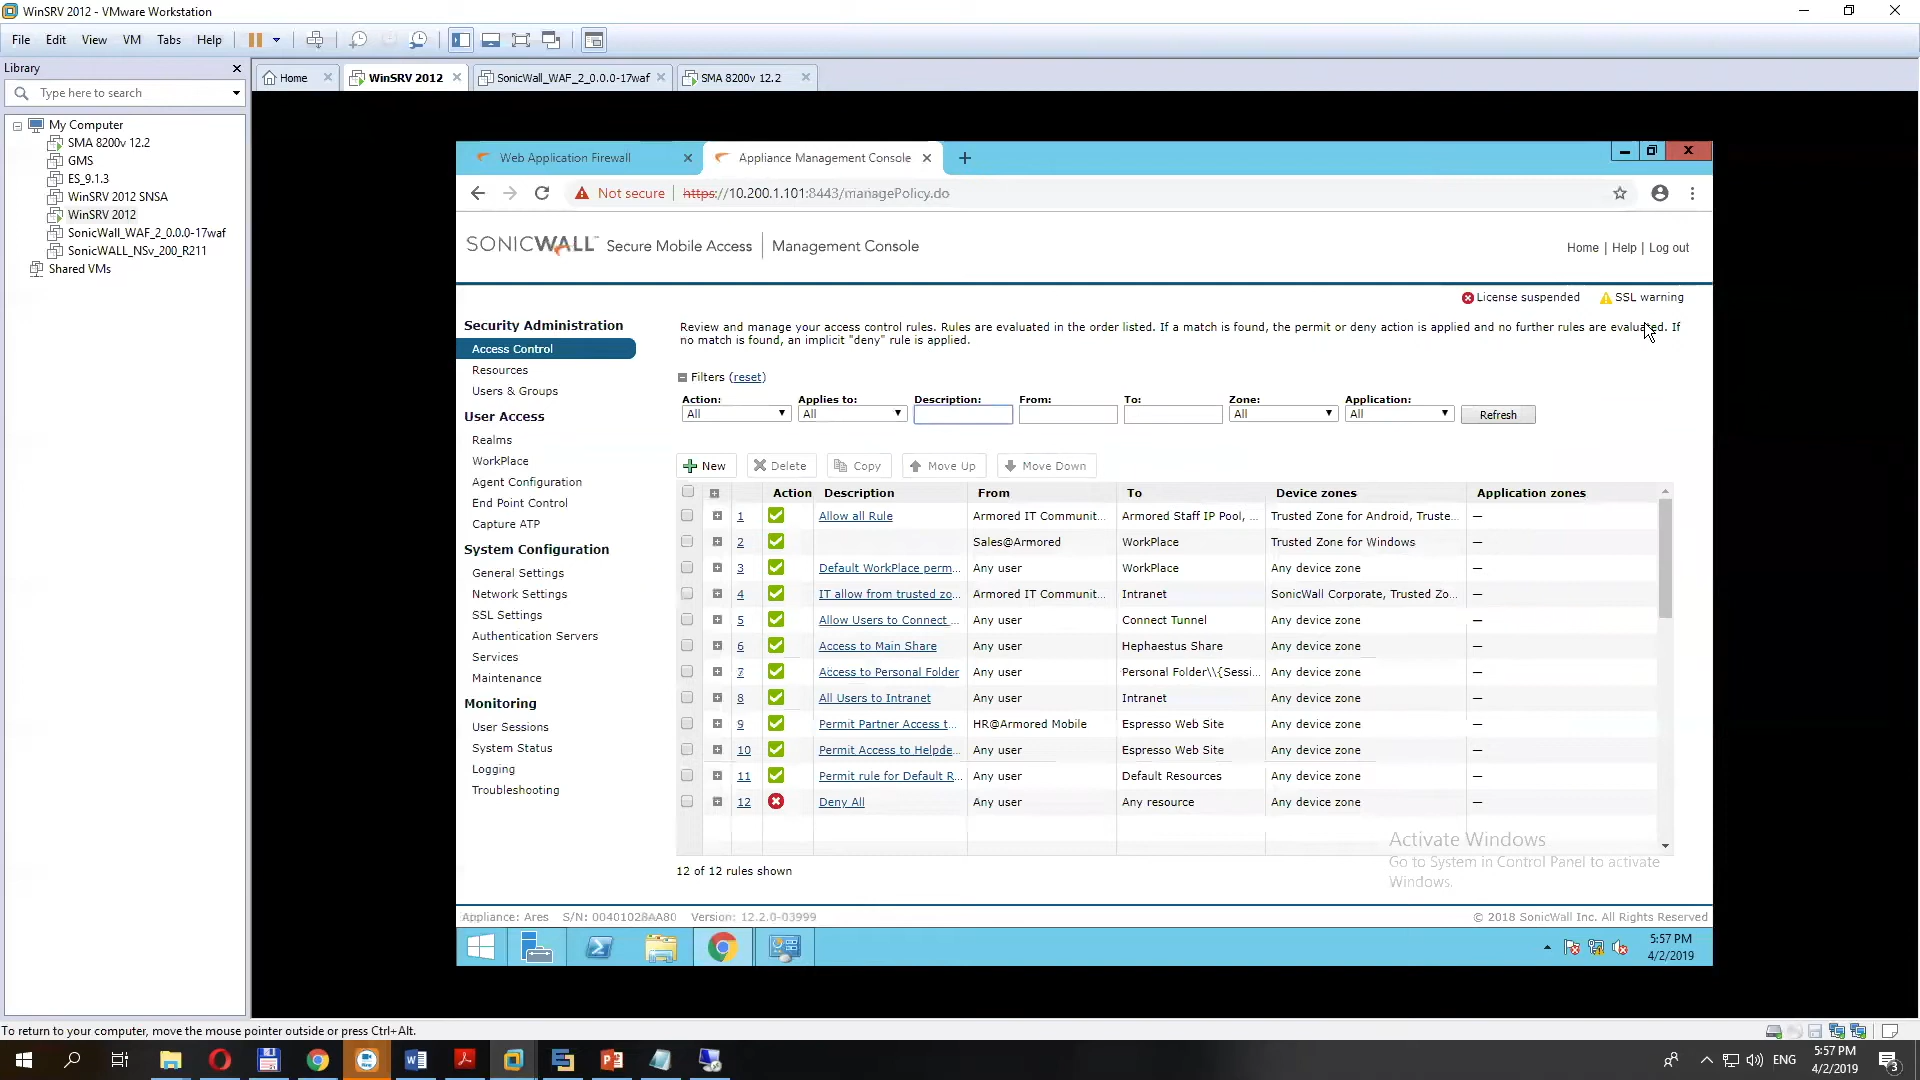 WinSRV 2012 - VMware Workstation
File Edit View VM Tabs Help
Library
Type here to search
My Computer
SMA 8200v 12.2
GMS
ES_9.1.3
WinSRV 2012 SNSA
WinSRV 2012
SonicWall_WAF_2_0.0.0-17waf
SonicWALL_NSv_200_R211
Shared VMs
Home WinSRV 2012 SonicWall_WAF_2_0.0.0-17waf SMA 8200v 12.2
Web Application Firewall Appliance Management Console
Not secure https://10.200.1.101:8443/managePolicy.do
SONICWALL Secure Mobile Access Management Console
Home | Help | Log out
License suspended SSL warning
Security Administration
Access Control
Resources
Users & Groups
User Access
Realms
WorkPlace
Agent Configuration
End Point Control
Capture ATP
System Configuration
General Settings
Network Settings
SSL Settings
Authentication Servers
Services
Maintenance
Monitoring
User Sessions
System Status
Logging
Troubleshooting
Review and manage your access control rules. Rules are evaluated in the order listed. If a match is found, the permit or deny action is applied and no further rules are evaluated. If
no match is found, an implicit "deny" rule is applied.
Filters (reset)
Action: Applies to: Description: From: To: Zone: Application:
All All All All Refresh
New Delete Copy Move Up Move Down
Action Description From To Device zones Application zones
1 Allow all Rule Armored IT Communit... Armored Staff IP Pool, ... Trusted Zone for Android, Truste... —
2 Sales@Armored WorkPlace Trusted Zone for Windows —
3 Default WorkPlace perm... Any user WorkPlace Any device zone —
4 IT allow from trusted zo... Armored IT Communit... Intranet SonicWall Corporate, Trusted Zo... —
5 Allow Users to Connect ... Any user Connect Tunnel Any device zone —
6 Access to Main Share Any user Hephaestus Share Any device zone —
7 Access to Personal Folder Any user Personal Folder\\{Sessi... Any device zone —
8 All Users to Intranet Any user Intranet Any device zone —
9 Permit Partner Access t... HR@Armored Mobile Espresso Web Site Any device zone —
10 Permit Access to Helpde... Any user Espresso Web Site Any device zone —
11 Permit rule for Default R... Any user Default Resources Any device zone —
12 Deny All Any user Any resource Any device zone —
Activate Windows
Go to System in Control Panel to activate
Windows.
12 of 12 rules shown
Appliance: Ares S/N: 00401028AA80 Version: 12.2.0-03999
© 2018 SonicWall Inc. All Rights Reserved
5:57 PM
4/2/2019
To return to your computer, move the mouse pointer outside or press Ctrl+Alt.
ENG
5:57 PM
4/2/2019
3